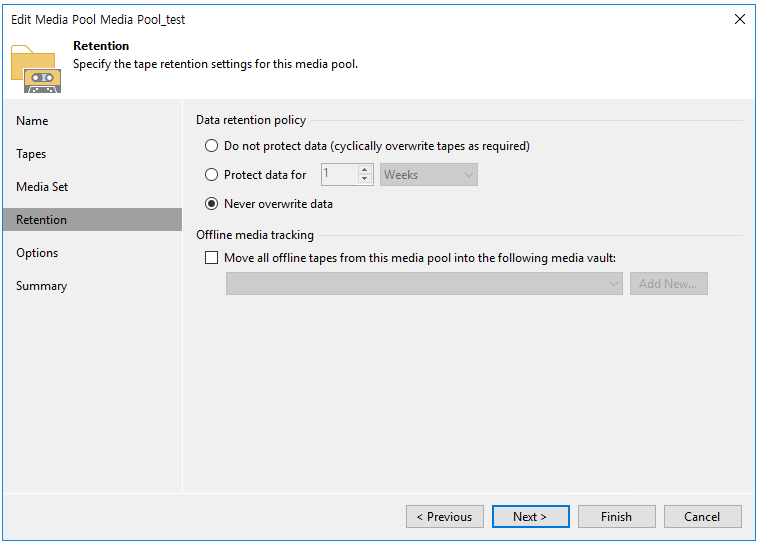 Edit Media Pool Media Pool_test
Retention
Specify the tape retention settings for this media pool.
Name
Tapes
Media Set
Retention
Options
Summary
Data retention policy
Do not protect data (cyclically overwrite tapes as required)
Protect data for 1 Weeks
Never overwrite data
Offline media tracking
Move all offline tapes from this media pool into the following media vault:
Add New...
< Previous Next > Finish Cancel